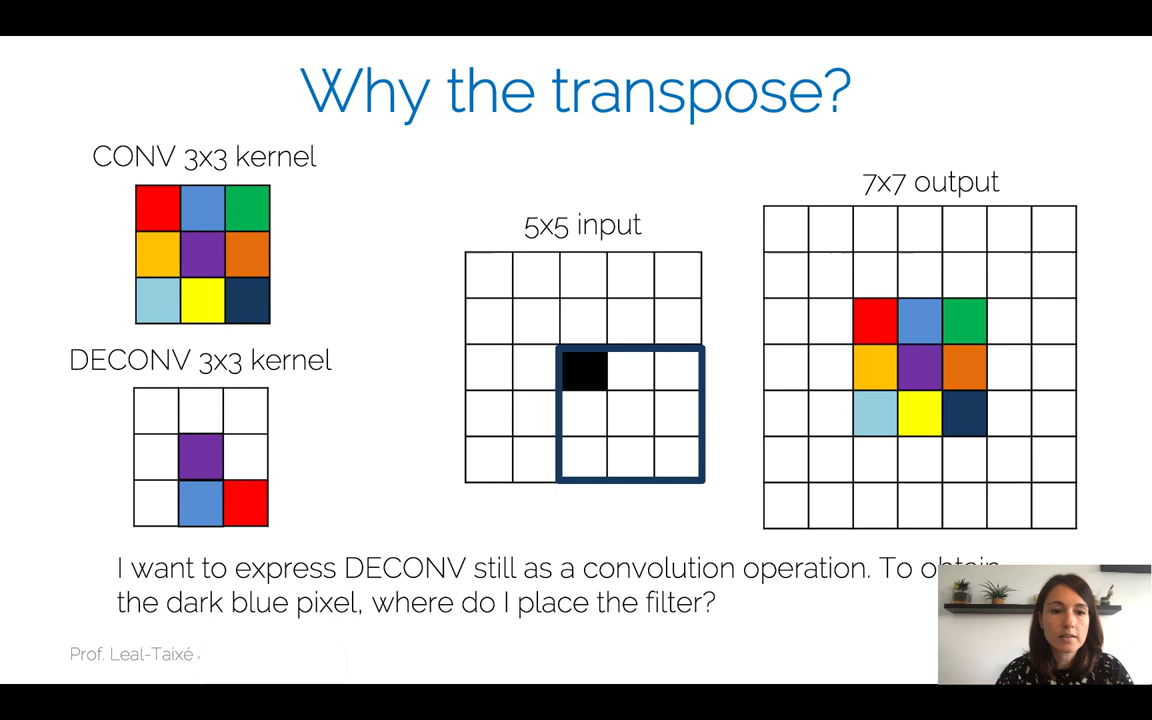 Why the transpose?
CONV 3x3 kernel
7x7 output
5x5 input
DECONV 3x3 kernel
I want to express DECONV still as a convolution operation. To obtain
the dark blue pixel, where do I place the filter?
Prof. Leal-Taixé